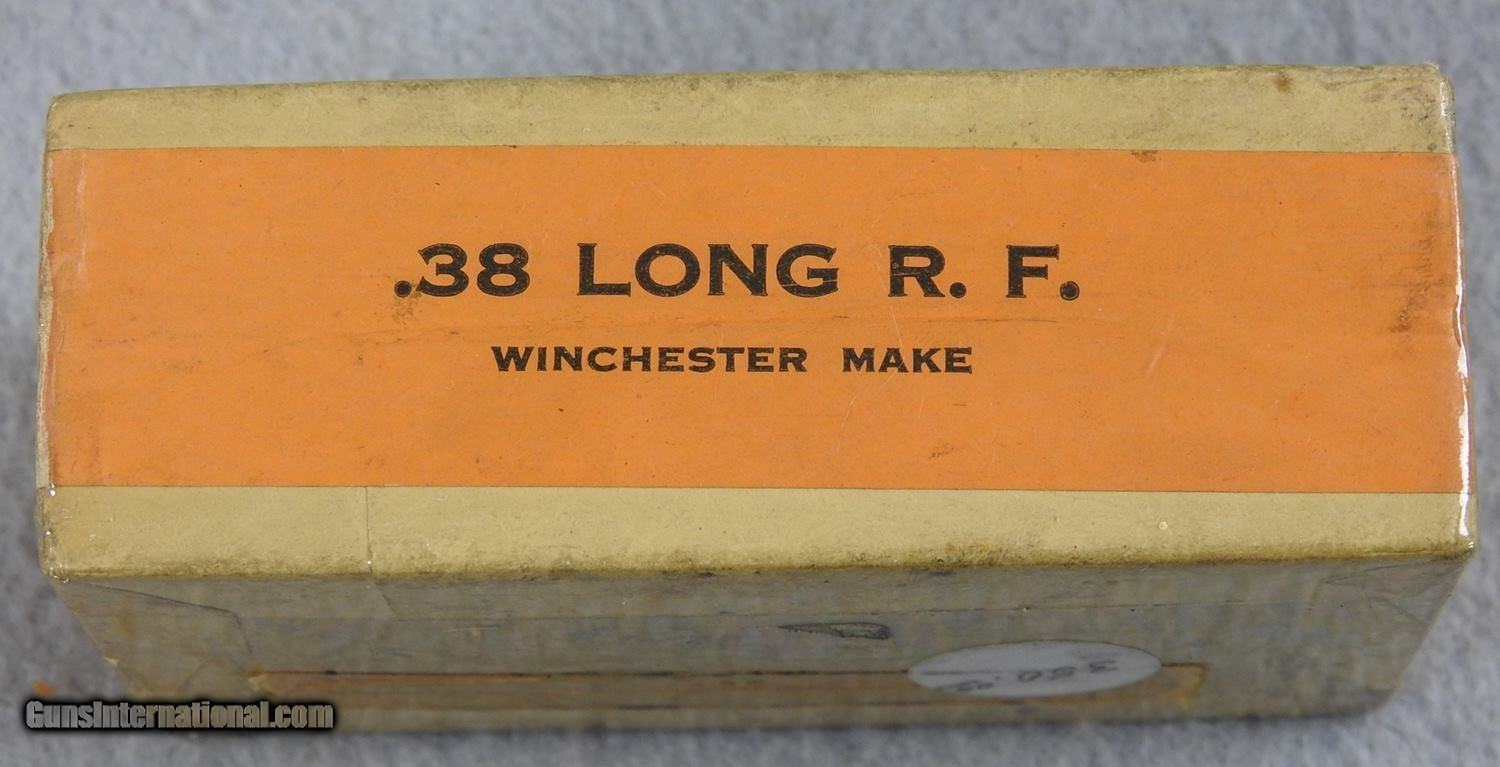 .38 LONG R. F.
WINCHESTER MAKE
GunsInternational.com